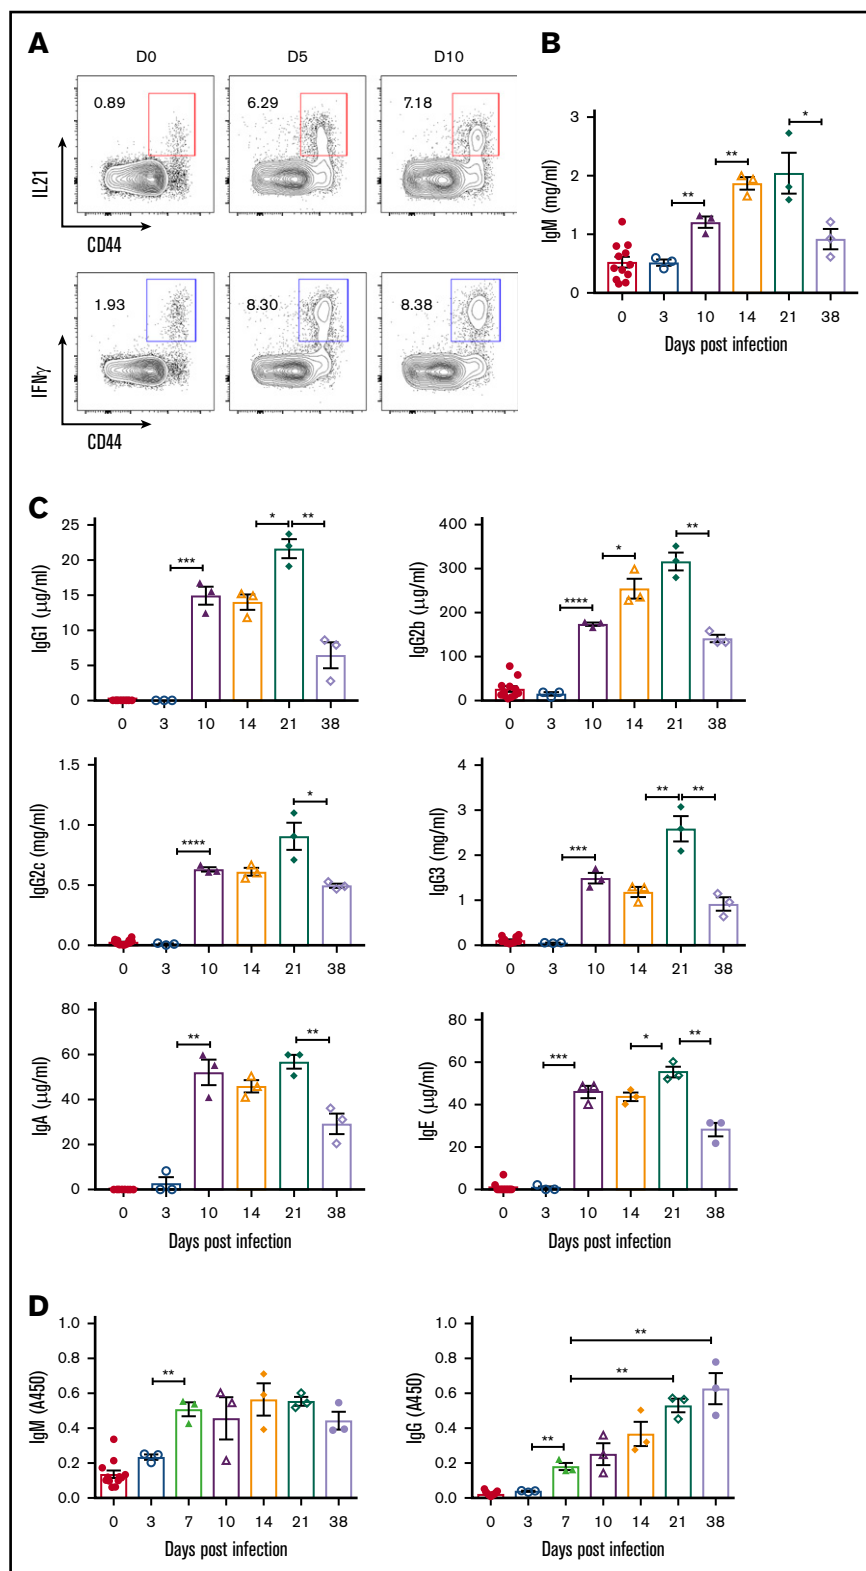 A
D0 D5 D10
0.89 6.29 7.18
IL21
CD44
1.93 8.30 8.38
IFNγ
CD44
B
IgM (mg/ml)
3
2
1
0
** ** *
0 3 10 14 21 38
Days post infection
C
IgG1 (μg/ml)
25
20
15
10
5
0
*** * **
0 3 10 14 21 38
IgG2b (μg/ml)
400
300
200
100
0
**** * **
0 3 10 14 21 38
IgG2c (mg/ml)
1.5
1.0
0.5
0.0
**** *
0 3 10 14 21 38
IgG3 (mg/ml)
4
3
2
1
0
*** ** **
0 3 10 14 21 38
IgA (μg/ml)
80
60
40
20
0
** **
0 3 10 14 21 38
Days post infection
IgE (μg/ml)
80
60
40
20
0
*** * **
0 3 10 14 21 38
Days post infection
D
IgM (A450)
1.0
0.8
0.6
0.4
0.2
0.0
**
0 3 7 10 14 21 38
Days post infection
IgG (A450)
1.0
0.8
0.6
0.4
0.2
0.0
** ** **
0 3 7 10 14 21 38
Days post infection